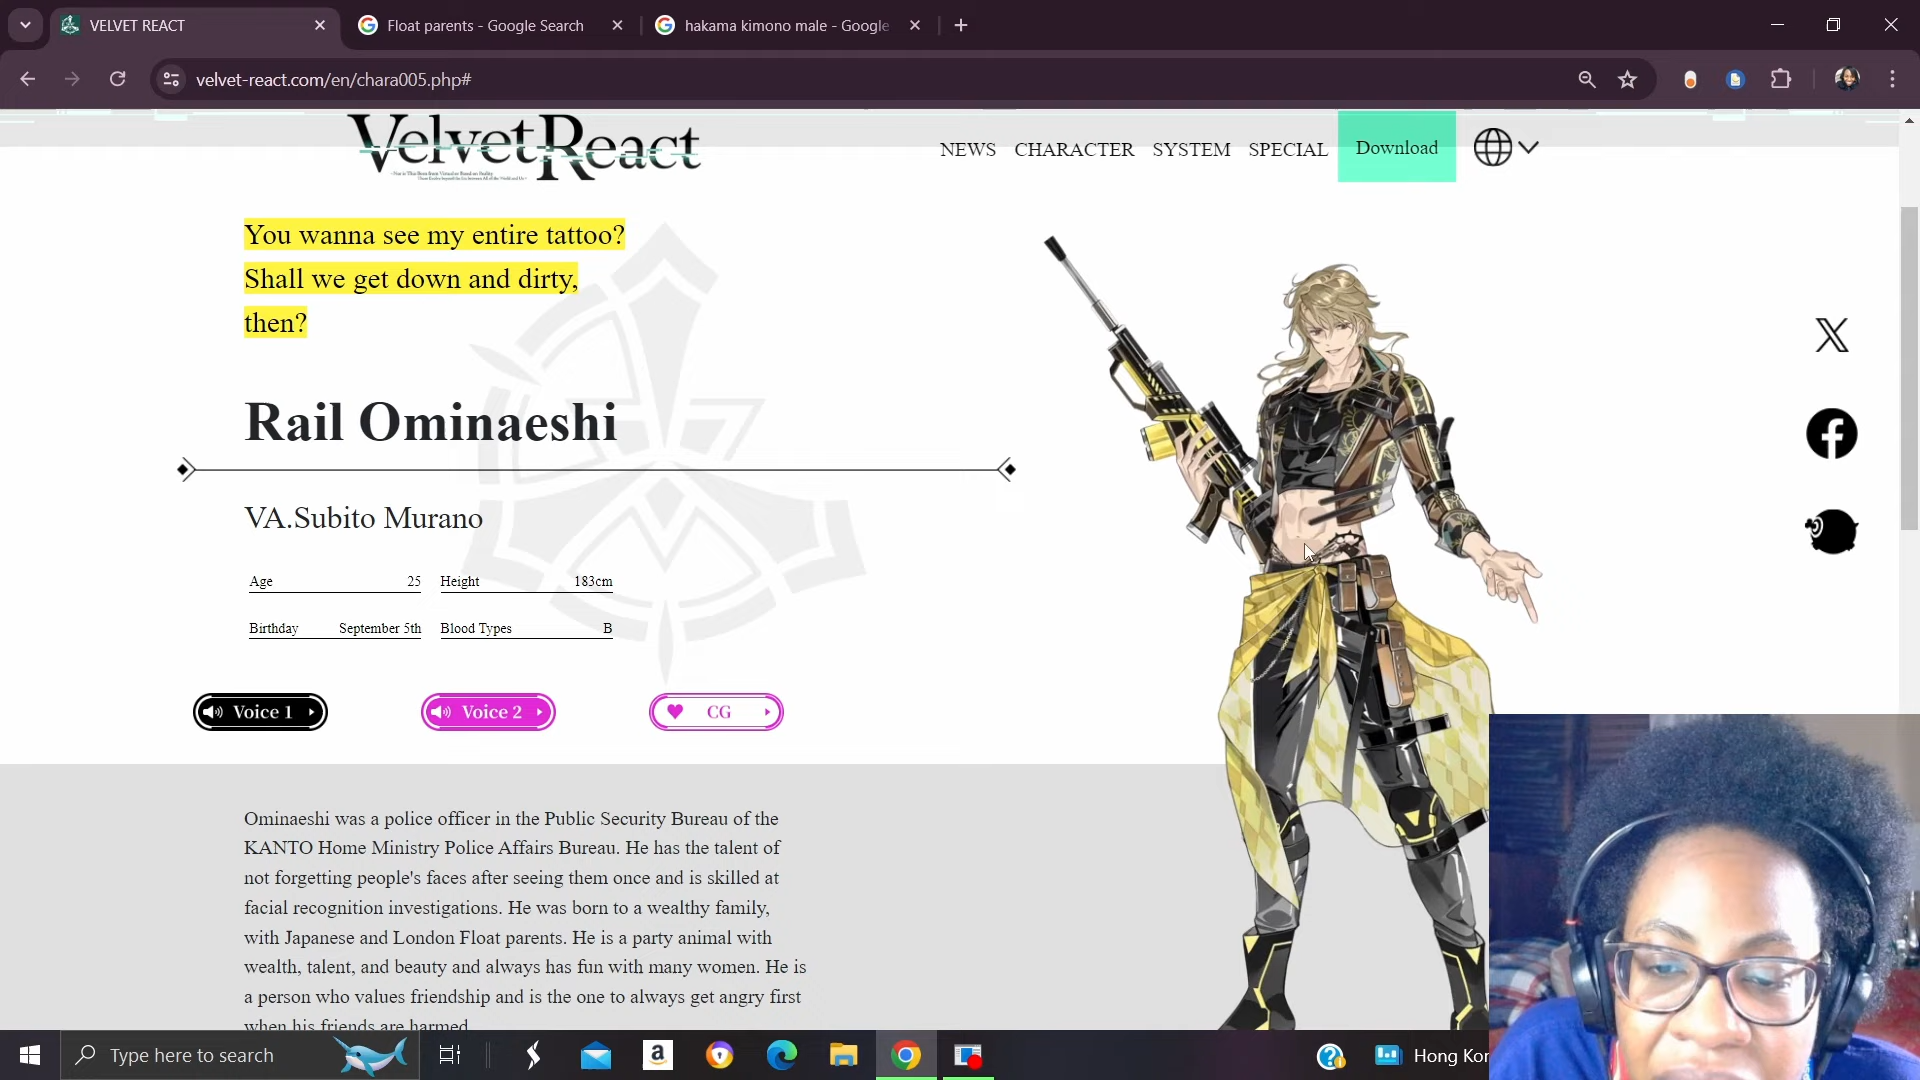 VELVET REACT
Float parents - Google Search
hakama kimono male - Google
velvet-react.com/en/chara005.php#
VelvetReact
NEWS
CHARACTER
SYSTEM
SPECIAL
Download
You wanna see my entire tattoo?
Shall we get down and dirty,
then?
Rail Ominaeshi
VA.Subito Murano
Age 25
Height 183cm
Birthday September 5th
Blood Types B
Voice 1
Voice 2
CG
Ominaeshi was a police officer in the Public Security Bureau of the
KANTO Home Ministry Police Affairs Bureau. He has the talent of
not forgetting people's faces after seeing them once and is skilled at
facial recognition investigations. He was born to a wealthy family,
with Japanese and London Float parents. He is a party animal with
wealth, talent, and beauty and always has fun with many women. He is
a person who values friendship and is the one to always get angry first
when his friends are harmed.
Type here to search
Hong Kon